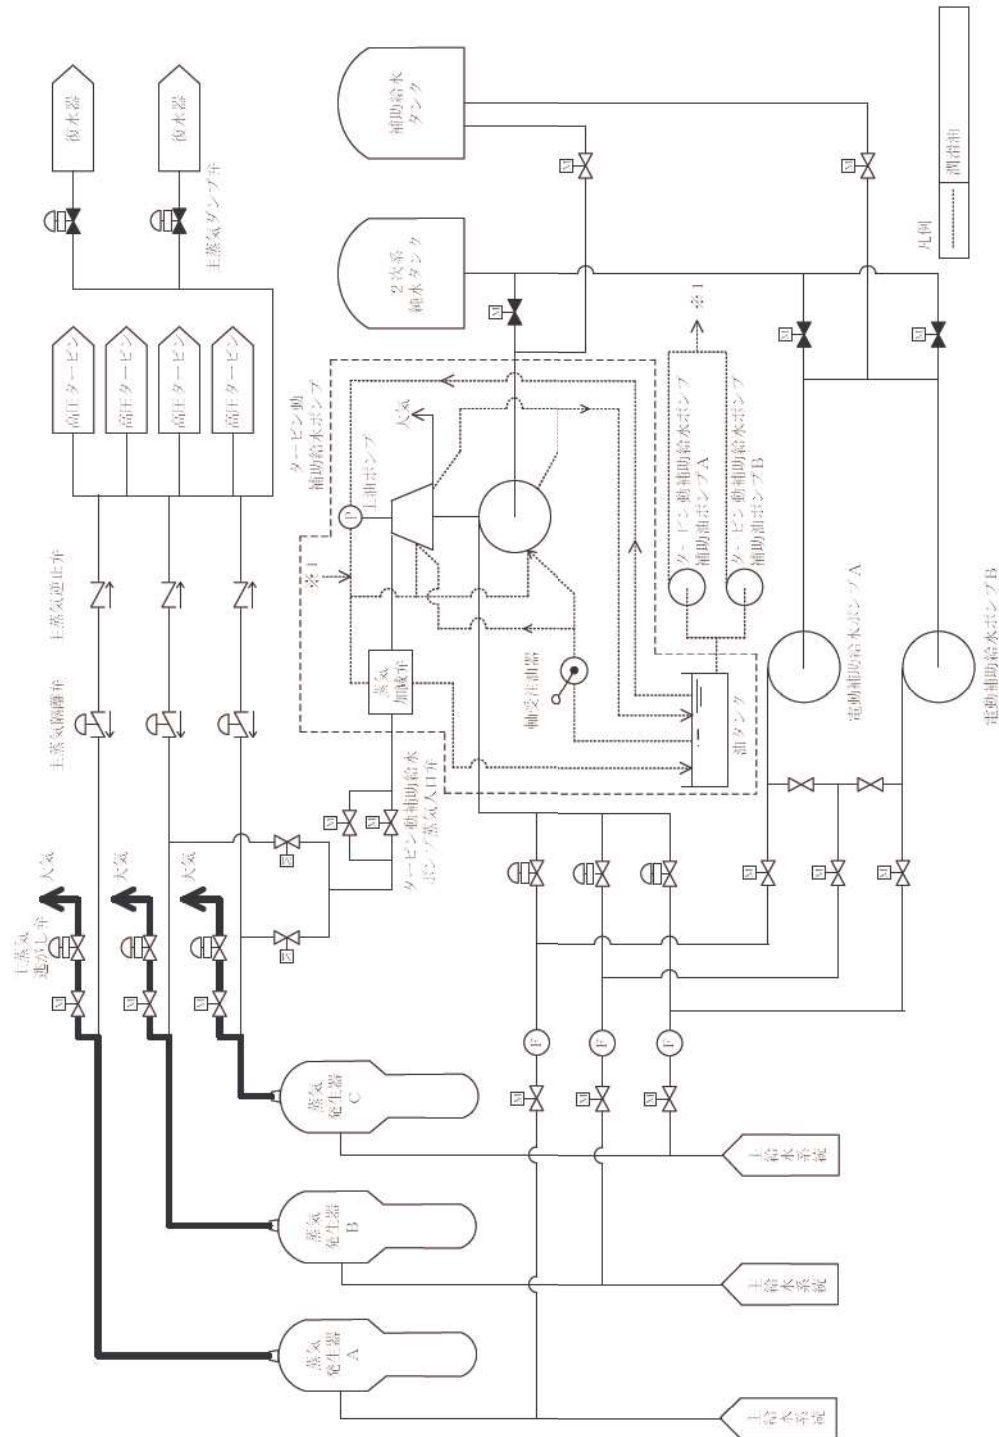 復水器
復水器
主蒸気ダンプ弁
高圧タービン
高圧タービン
高圧タービン
高圧タービン
主蒸気逆止弁
主蒸気隔離弁
大気
大気
大気
主蒸気
逃がし弁
M
M
M
蒸気
発生器
A
蒸気
発生器
B
蒸気
発生器
C
補助給水
タンク
2次系
純水タンク
M
M
M
タービン動
補助給水ポンプ
主油ポンプ
P
大気
※1
蒸気
加減弁
軸受注油器
油タンク
M
M
M
M
タービン動補助給水
ポンプ蒸気入口弁
※1
タービン動補助給水ポンプA
補助油ポンプA
タービン動補助給水ポンプB
補助油ポンプB
M
M
電動補助給水ポンプA
電動補助給水ポンプB
M
M
M
F
F
F
M
M
M
主
給
水
系
統
主
給
水
系
統
主
給
水
系
統
凡例
潤滑油